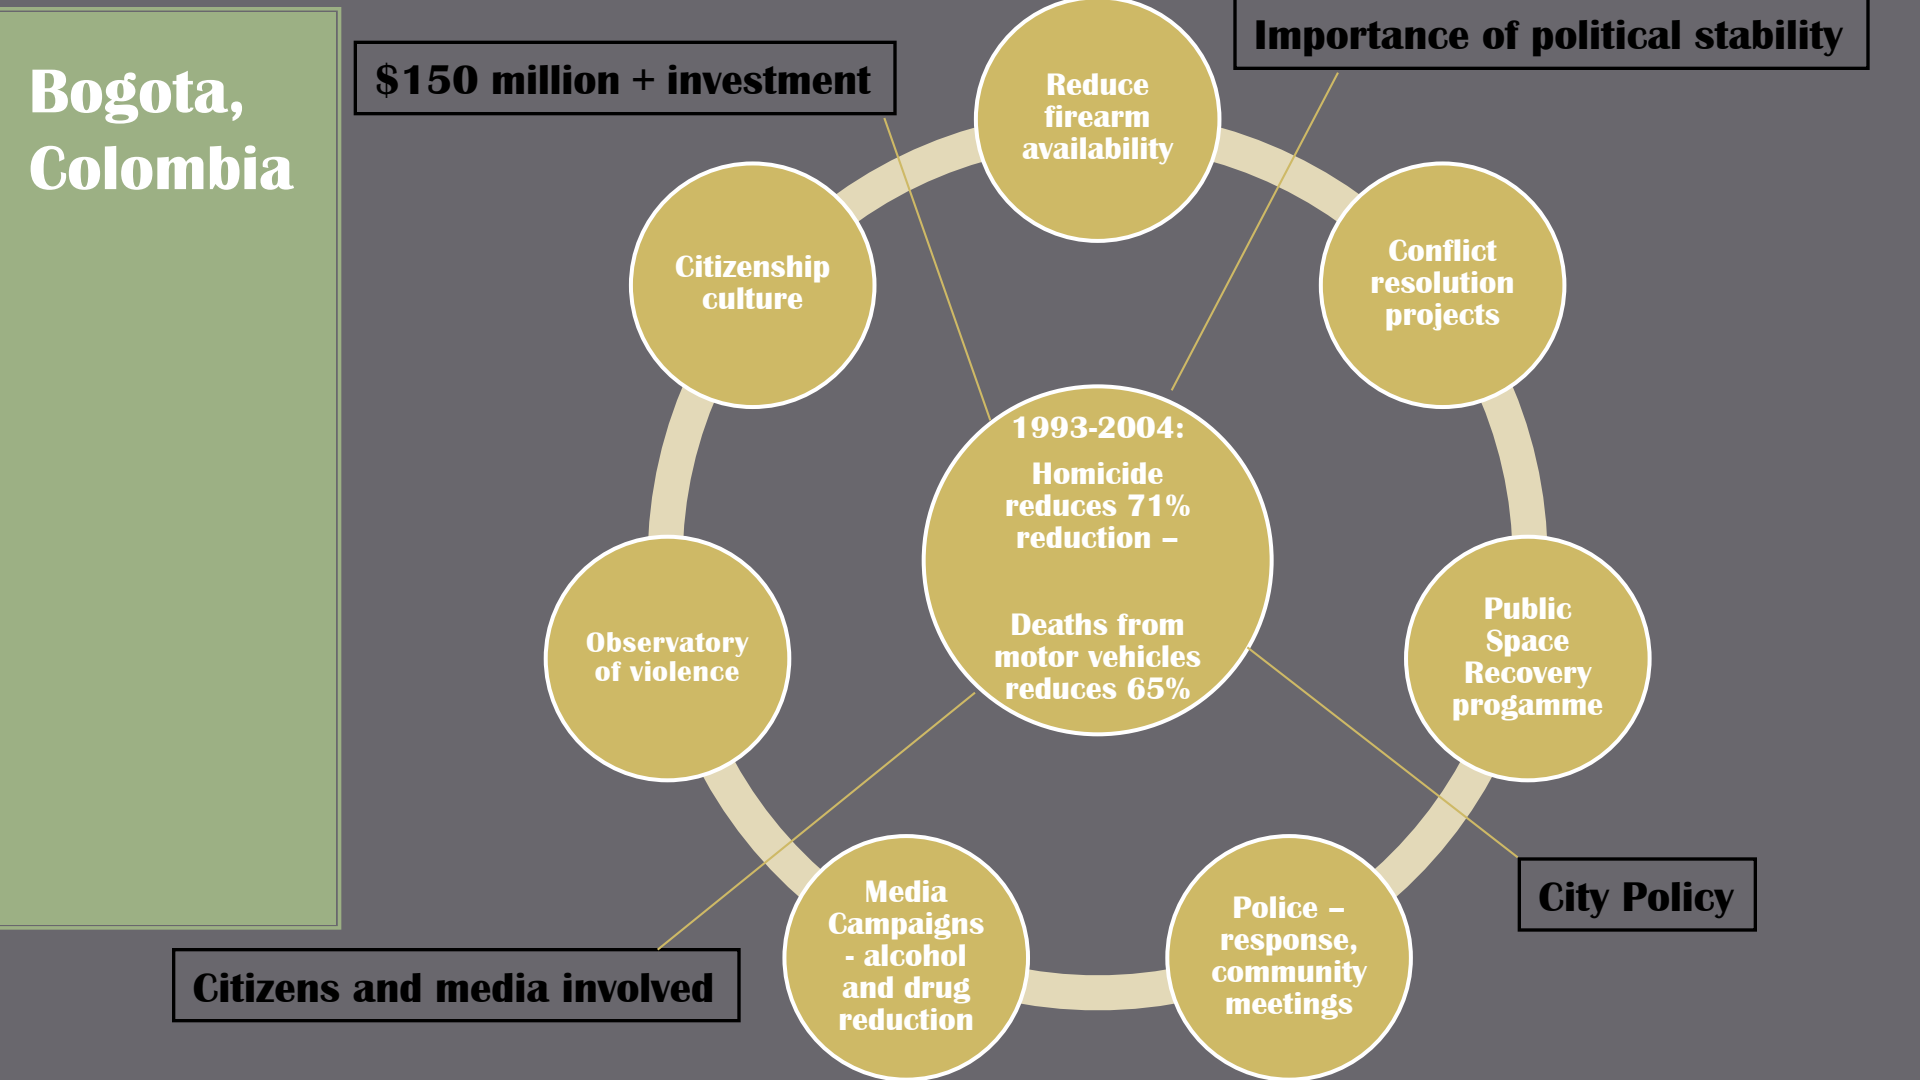 Bogota,
Colombia
$150 million + investment
Importance of political stability
Reduce
firearm
availability
Conflict
resolution
projects
Public
Space
Recovery
progamme
Police –
response,
community
meetings
Media
Campaigns
- alcohol
and drug
reduction
Observatory
of violence
Citizenship
culture
1993-2004:
Homicide
reduces 71%
reduction –
Deaths from
motor vehicles
reduces 65%
City Policy
Citizens and media involved